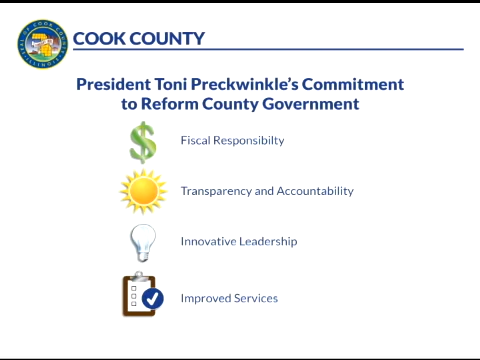 COOK COUNTY
President Toni Preckwinkle's Commitment
to Reform County Government
Fiscal Responsibilty
Transparency and Accountability
Innovative Leadership
Improved Services